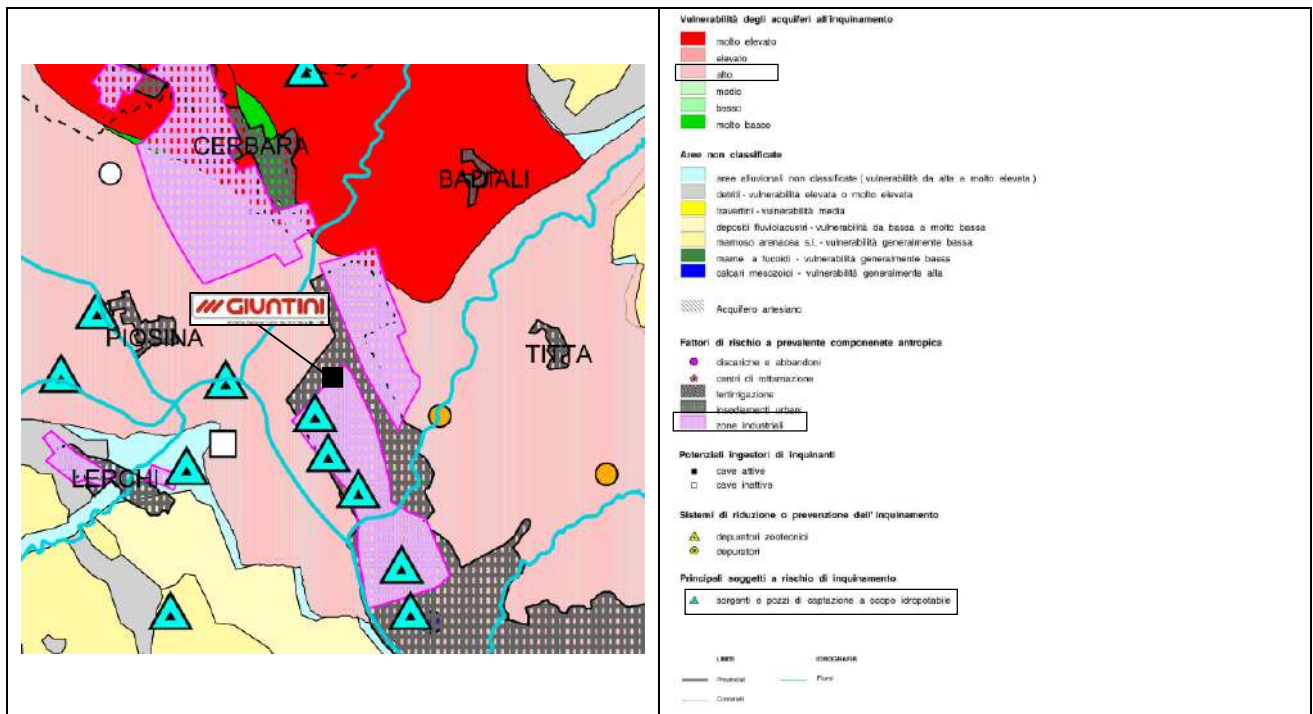 CERBARA
BADIALI
GIUNTINI
PIOSINA
TITTA
LERCHI
Vulnerabilità degli acquiferi all'inquinamento
molto elevato
elevato
alto
medio
basso
molto basso
Aree non classificate
aree alluvionali non classificate ( vulnerabilità da alta a molto elevata )
detriti - vulnerabilità elevata o molto elevata
travertini - vulnerabilità media
depositi fluviolacustri - vulnerabilità da bassa a molto bassa
marnoso arenacea s.l. - vulnerabilità generalmente bassa
marne a fucoidi - vulnerabilità generalmente bassa
calcari mesozoici - vulnerabilità generalmente alta
Acquifero artesiano
Fattori di rischio a prevalente componenete antropica
discariche e abbandoni
centri di rottamazione
fertirrigazione
insediamenti urbani
zone industriali
Potenziali ingestori di inquinanti
cave attive
cave inattive
Sistemi di riduzione o prevenzione dell'inquinamento
depuratori zootecnici
depuratori
Principali soggetti a rischio di inquinamento
sorgenti e pozzi di captazione a scopo idropotabile
LIMITI
IDROGRAFIA
Provinciali
Fiumi
Comunali